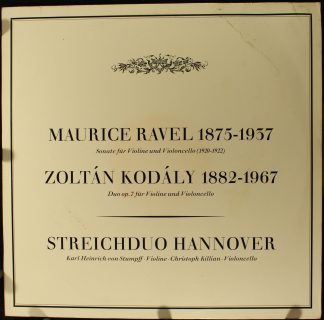 MAURICE RAVEL 1875-1937
Sonate für Violine und Violoncello (1920-1922)
ZOLTÁN KODÁLY 1882-1967
Duo op. 7 für Violine und Violoncello
STREICHDUO HANNOVER
Karl Heinrich von Stumpff · Violine · Christoph Killian · Violoncello